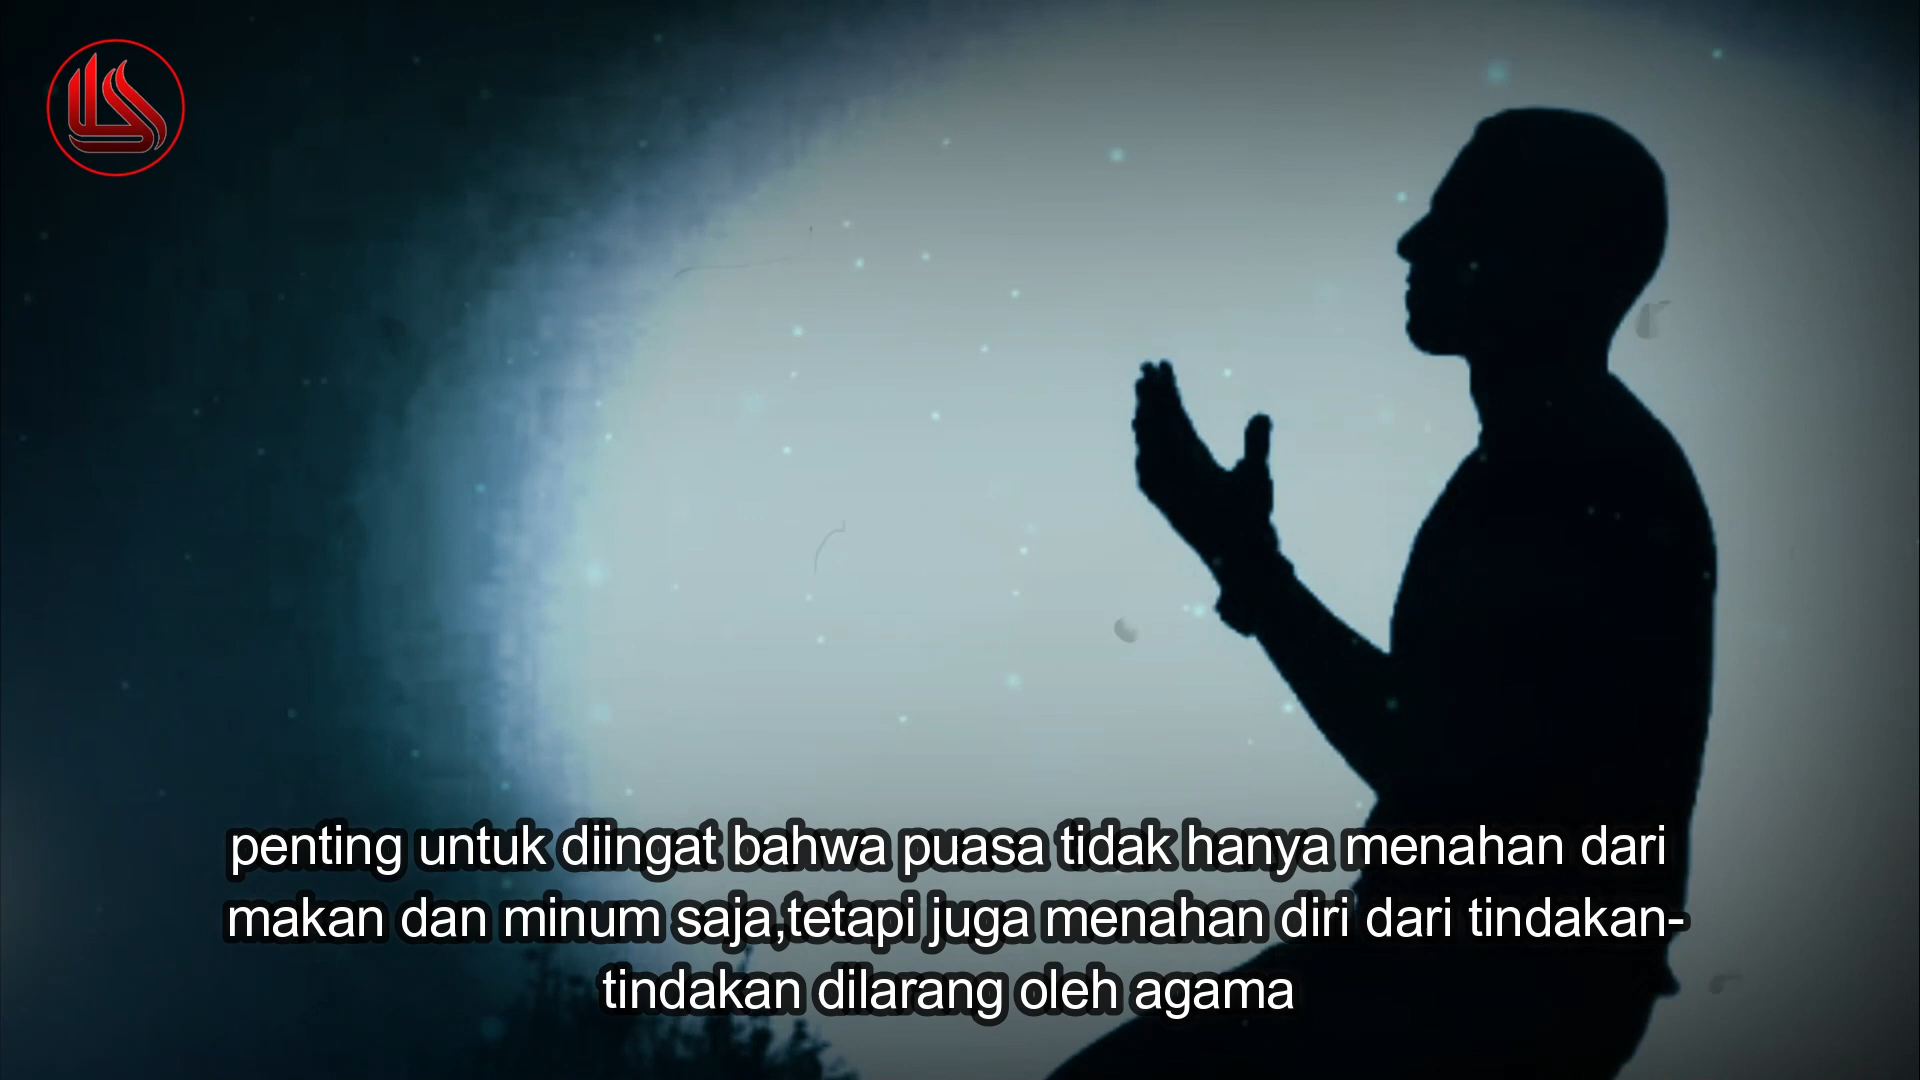 penting untuk diingat bahwa puasa tidak hanya menahan dari
makan dan minum saja,tetapi juga menahan diri dari tindakan-
tindakan dilarang oleh agama